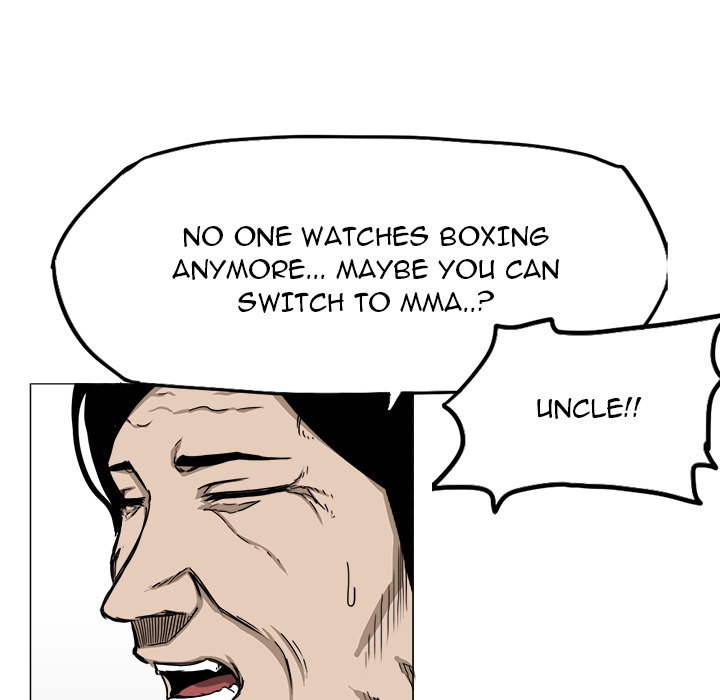 NO ONE WATCHES BOXING
ANYMORE... MAYBE YOU CAN
SWITCH TO MMA..?
UNCLE!!